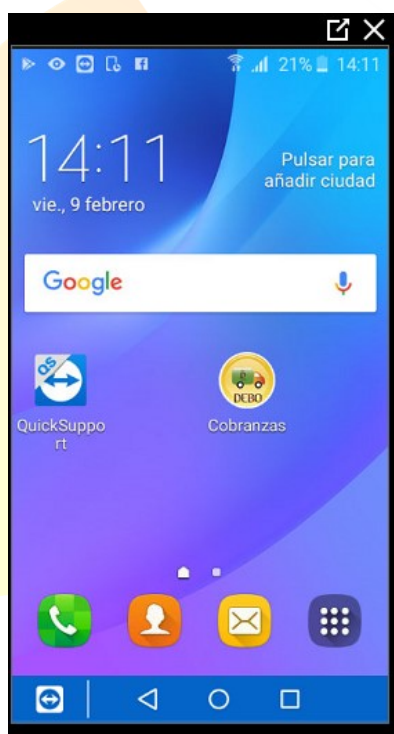 21% 14:11
14:11
vie., 9 febrero
Pulsar para
añadir ciudad
Google
QS
DEBO
QuickSuppo
rt
Cobranzas